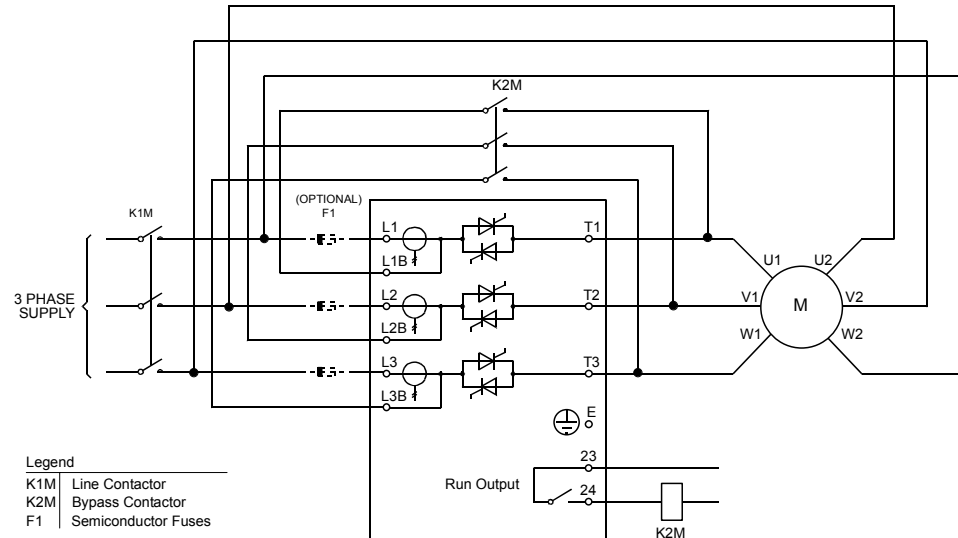 K2M
(OPTIONAL)
F1
K1M
L1
T1
L1B
U1
U2
3 PHASE
SUPPLY
L2
T2
V1
M
V2
L2B
W1
W2
L3
T3
L3B
E
23
Run Output
24
K2M
Legend
K1M Line Contactor
K2M Bypass Contactor
F1 Semiconductor Fuses